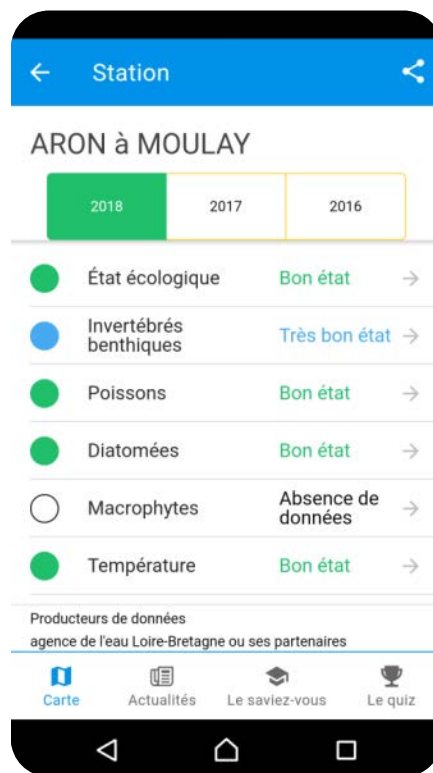 Station
ARON à MOULAY
2018 2017 2016
État écologique Bon état
Invertébrés
benthiques Très bon état
Poissons Bon état
Diatomées Bon état
Macrophytes Absence de
données
Température Bon état
Producteurs de données
agence de l'eau Loire-Bretagne ou ses partenaires
Carte Actualités Le saviez-vous Le quiz